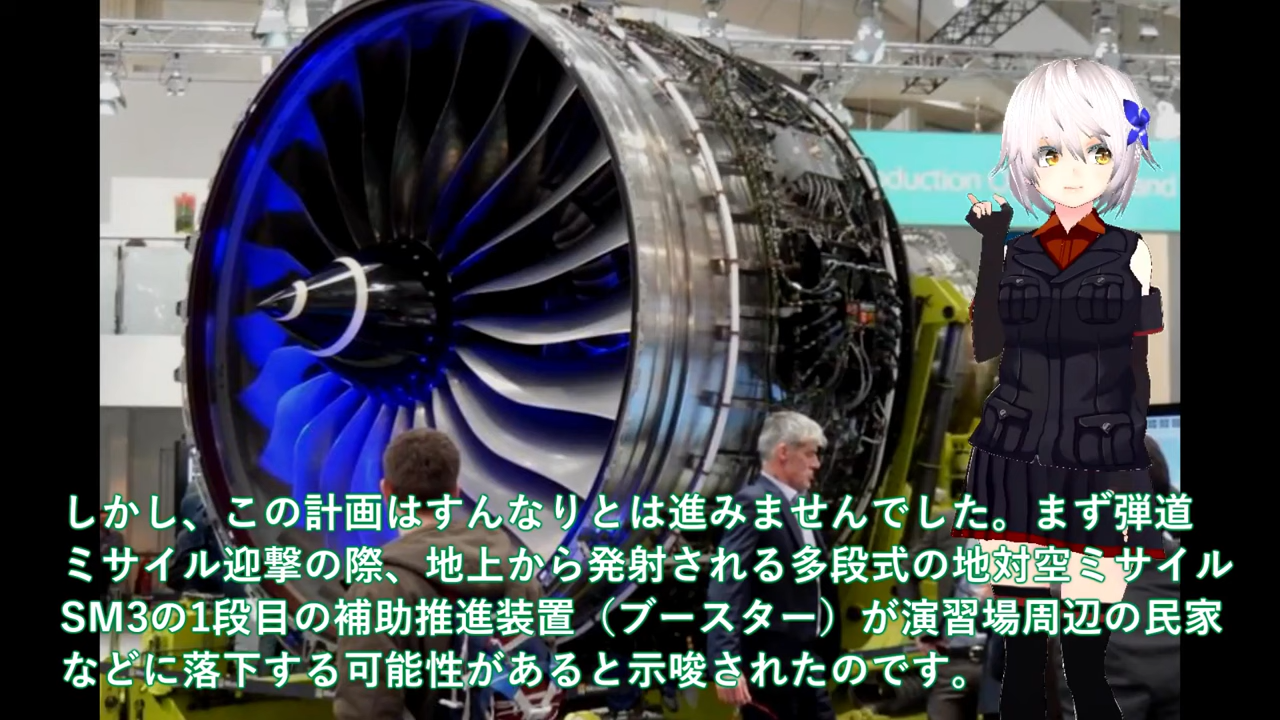 oduction
and
しかし、この計画はすんなりとは進みませんでした。まず弾道
ミサイル迎撃の際、地上から発射される多段式の地対空ミサイル
SM3の1段目の補助推進装置（ブースター）が演習場周辺の民家
などに落下する可能性があると示唆されたのです。